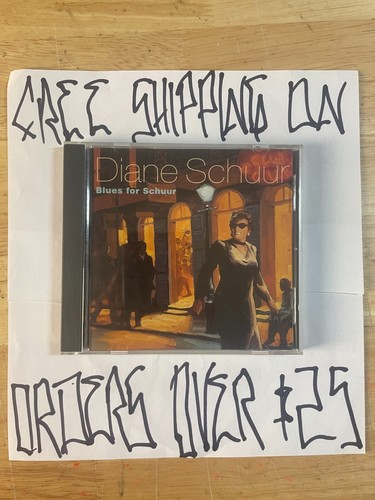 FREE SHIPPING ON
Diane Schuur
Blues for Schuur
ORDERS OVER $25